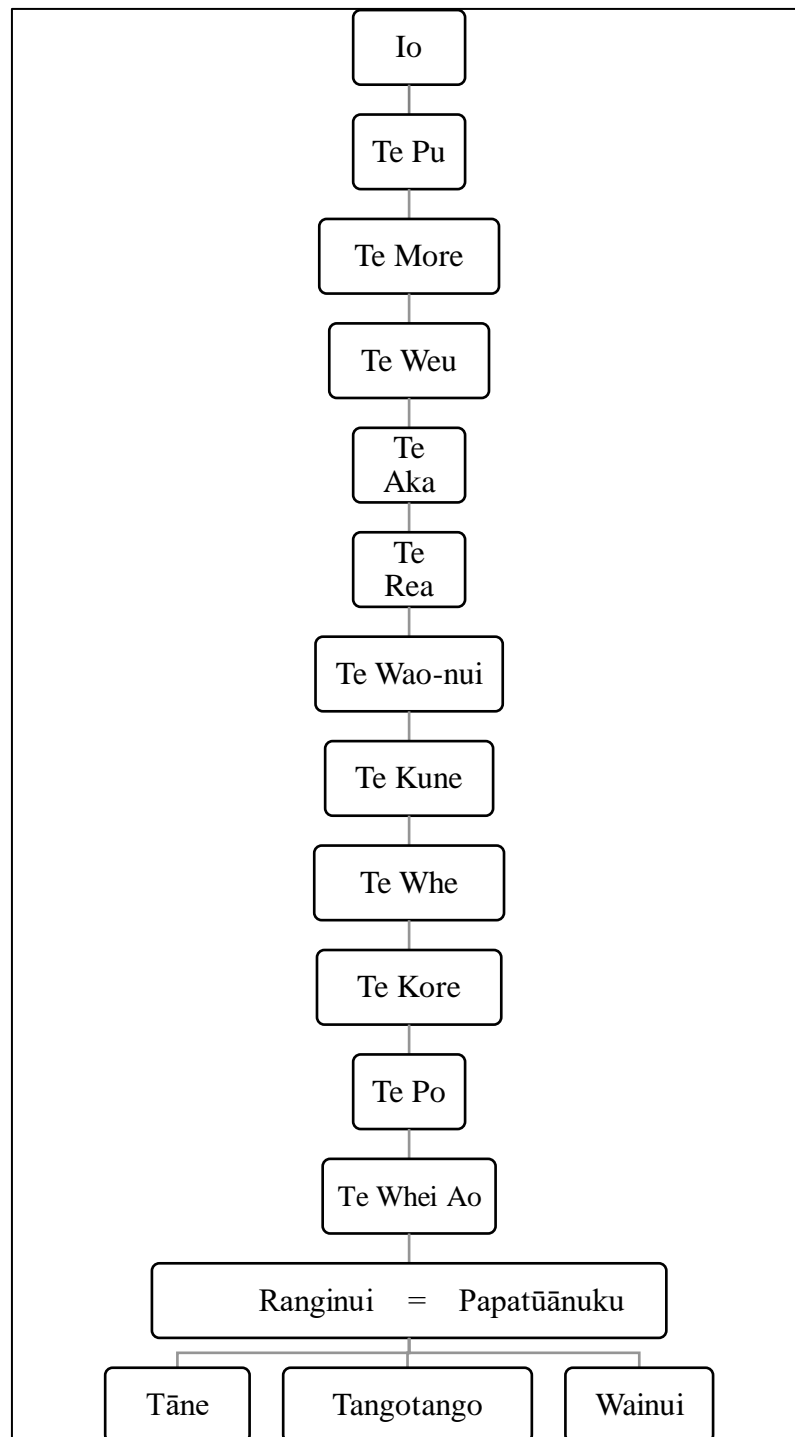 Io
Te Pu
Te More
Te Weu
Te
Aka
Te
Rea
Te Wao-nui
Te Kune
Te Whe
Te Kore
Te Po
Te Whei Ao
Ranginui = Papatūānuku
Tāne Tangotango Wainui